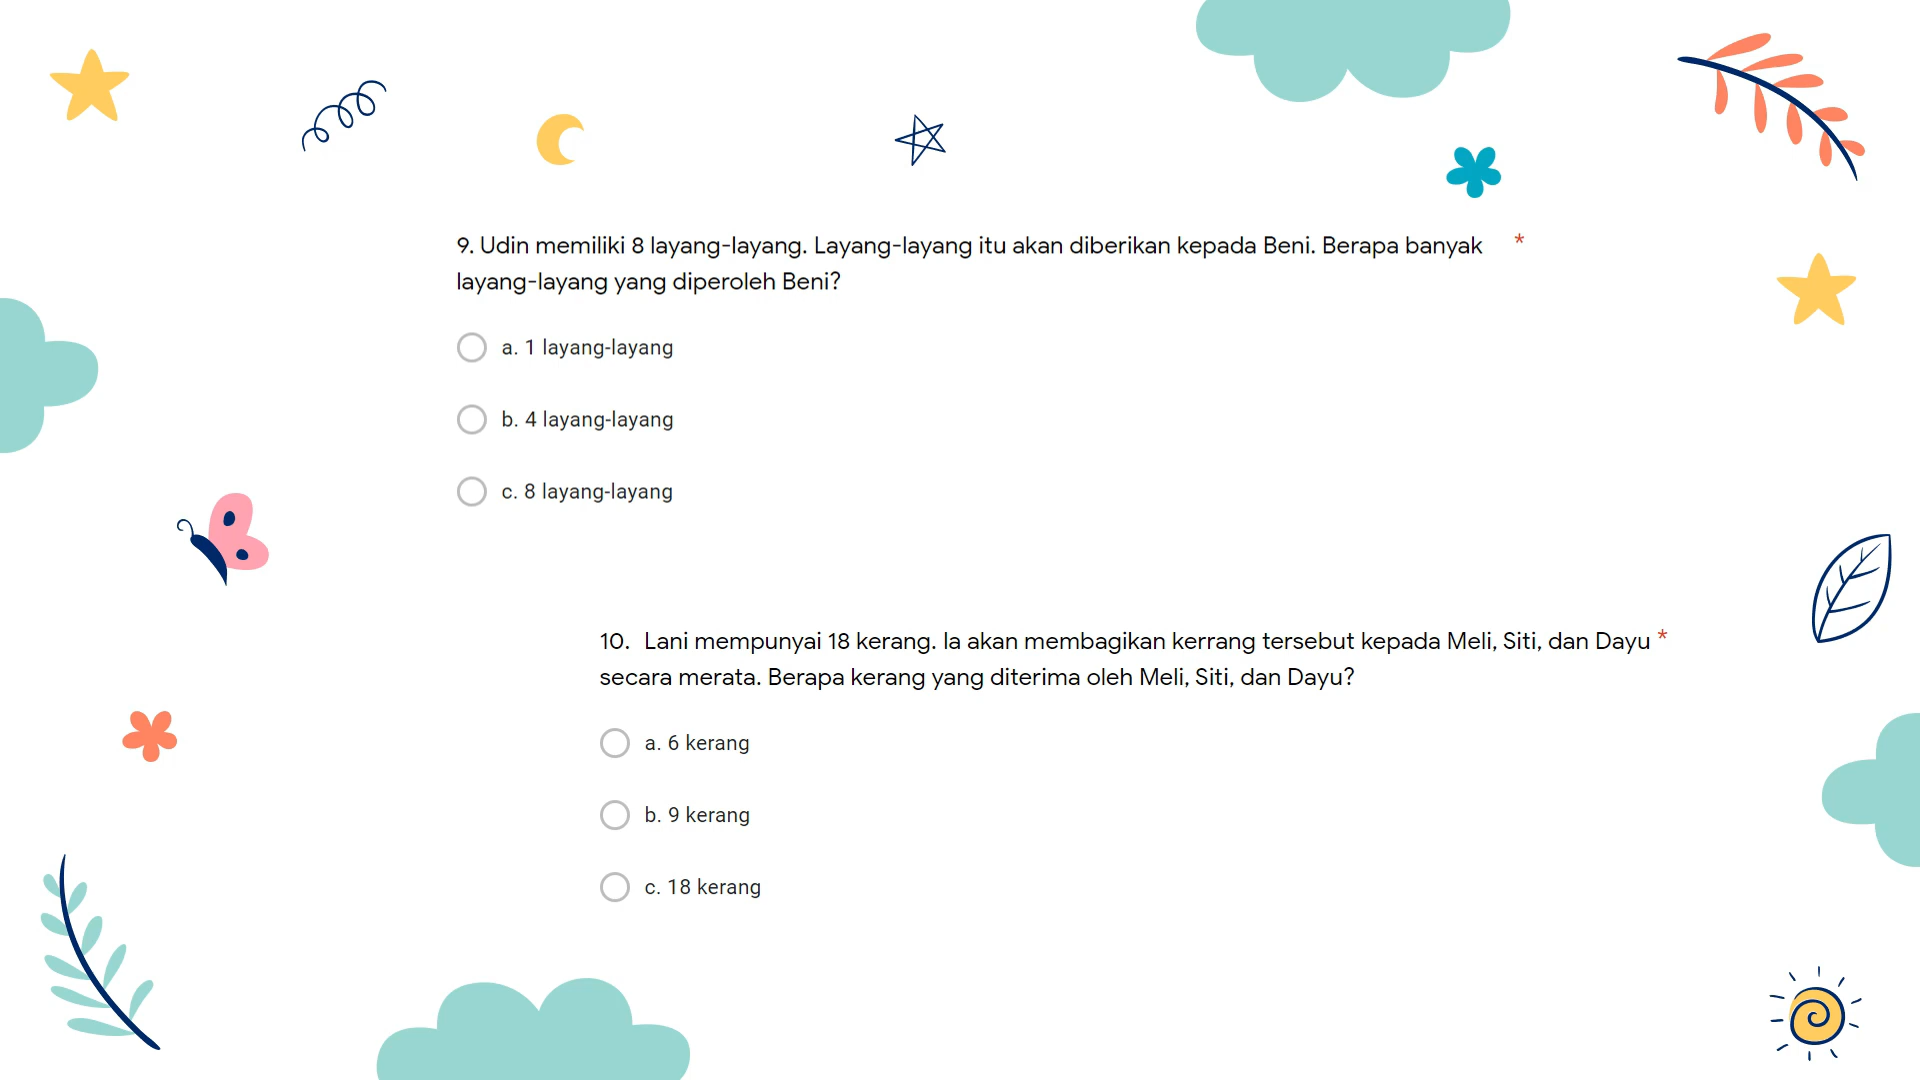 9. Udin memiliki 8 layang-layang. Layang-layang itu akan diberikan kepada Beni. Berapa banyak *
layang-layang yang diperoleh Beni?
a. 1 layang-layang
b. 4 layang-layang
c. 8 layang-layang
10. Lani mempunyai 18 kerang. Ia akan membagikan kerrang tersebut kepada Meli, Siti, dan Dayu *
secara merata. Berapa kerang yang diterima oleh Meli, Siti, dan Dayu?
a. 6 kerang
b. 9 kerang
c. 18 kerang